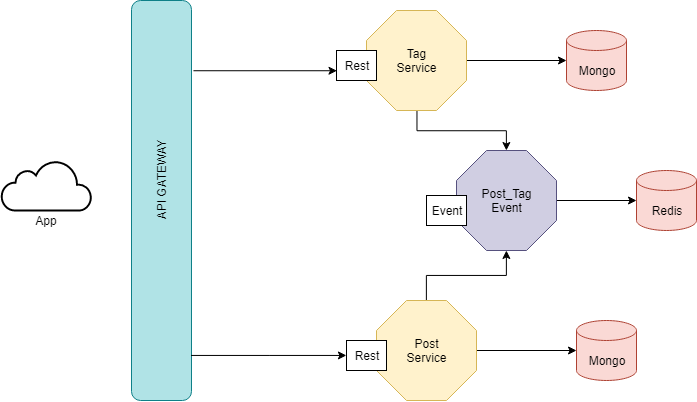 Tag
Service
Rest
Mongo
API GATEWAY
App
Post_Tag
Event
Event
Redis
Post
Service
Rest
Mongo